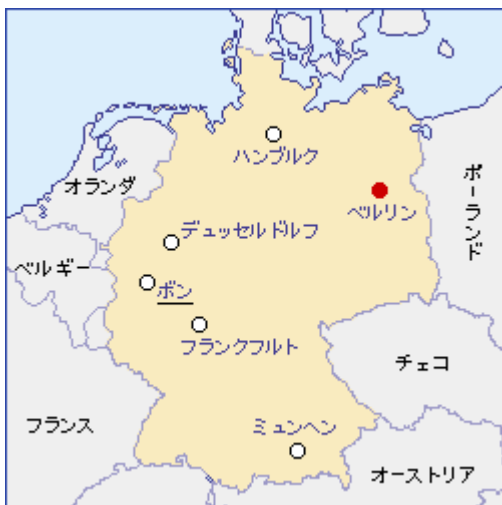 ハンブルク
オランダ
ベルリン
ポーランド
デュッセルドルフ
ベルギー
ボン
フランクフルト
チェコ
フランス
ミュンヘン
オーストリア